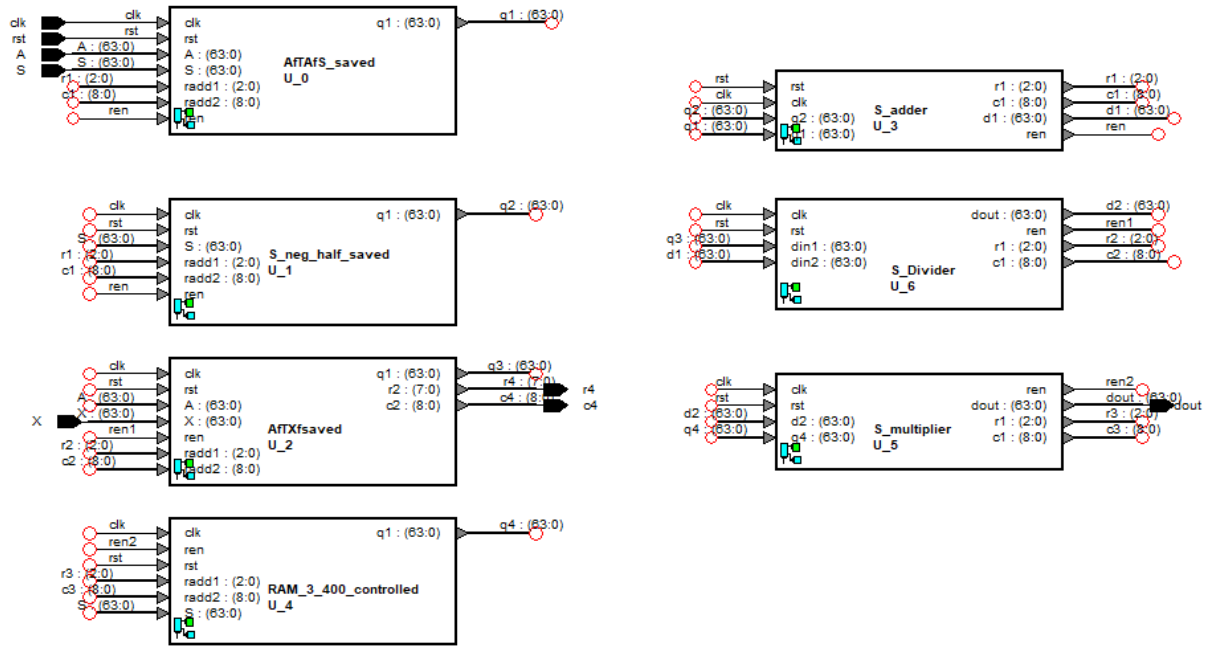 clk clk clk q1 : (63:0) q1 : (63:0)
rst rst rst
A A : (63:0) A : (63:0)
S S : (63:0) S : (63:0)
r1 : (2:0) radd1 : (2:0)
c1 : (8:0) radd2 : (8:0)
ren ren
AfTAfS_saved
U_0
clk clk q1 : (63:0) q2 : (63:0)
rst rst
S : (63:0) S : (63:0)
r1 : (2:0) radd1 : (2:0)
c1 : (8:0) radd2 : (8:0)
ren ren
S_neg_half_saved
U_1
clk clk q1 : (63:0) q3 : (63:0)
rst rst r2 : (7:0) r4 : (7:0) r4
A : (63:0) A : (63:0) c2 : (8:0) c4 : (8:0) c4
X X : (63:0) X : (63:0)
ren1 ren
r2 : (2:0) radd1 : (2:0)
c2 : (8:0) radd2 : (8:0)
AfTXfsaved
U_2
clk clk q1 : (63:0) q4 : (63:0)
ren2 ren
rst rst
r3 : (2:0) radd1 : (2:0)
c3 : (8:0) radd2 : (8:0)
S : (63:0) S : (63:0)
RAM_3_400_controlled
U_4
rst rst r1 : (2:0) r1 : (2:0)
clk clk c1 : (8:0) c1 : (8:0)
q2 : (63:0) q2 : (63:0) d1 : (63:0) d1 : (63:0)
q1 : (63:0) q1 : (63:0) ren ren
S_adder
U_3
clk clk dout : (63:0) d2 : (63:0)
rst rst ren ren1
q3 : (63:0) din1 : (63:0) r1 : (2:0) r2 : (2:0)
d1 : (63:0) din2 : (63:0) c1 : (8:0) c2 : (8:0)
S_Divider
U_6
clk clk ren ren2
rst rst dout : (63:0) dout : (63:0) dout
d2 : (63:0) d2 : (63:0) r1 : (2:0) r3 : (2:0)
q4 : (63:0) q4 : (63:0) c1 : (8:0) c3 : (8:0)
S_multiplier
U_5